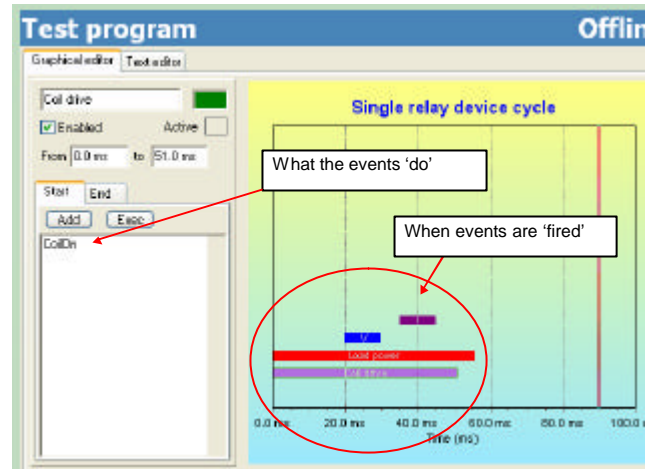 Test program
Offlin
Graphical editor
Text editor
Coil drive
Enabled
Active
From 0.0 ms to 51.0 ms
Start
End
Add
Exec
CoilOn
Single relay device cycle
What the events ‘do’
When events are ‘fired’
I
V
Load power
Coil drive
0.0 ms
20.0 ms
40.0 ms
60.0 ms
80.0 ms
100.0
Time (ms)